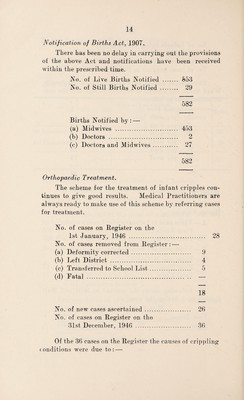 14
Notification of Births Act, 1907.
There has been no delay in carrying out the provisions
of the above Act and notifications have been received
within the prescribed time.
No. of Live Births Notified ....... 853
No. of Still Births Notified ........ 29
582
Births Notified by :—
(a) Midwives ........................ 453
(b) Doctors ........................... 2
(c) Doctors and Midwives ......... 27
582
Orthopaedic Treatment.
The scheme for the treatment of infant cripples con-
tinues to give good results. Medical Practitioners are
always ready to make use of this scheme by referring cases
for treatment.
No. of cases on Register on the
1st January, 1946 .............................. 28
No. of cases removed from Register :—
(a) Deformity corrected ..................... 9
(b) Left District .............................. 4
(c) Transferred to School List ............... 5
(d) Fatal ....................................... —
18
No. of new cases ascertained .................. 26
No. of cases on Register on the
31st December, 1946 ........................ 36
Of the 36 cases on the Register the causes of crippling
conditions were due to :—